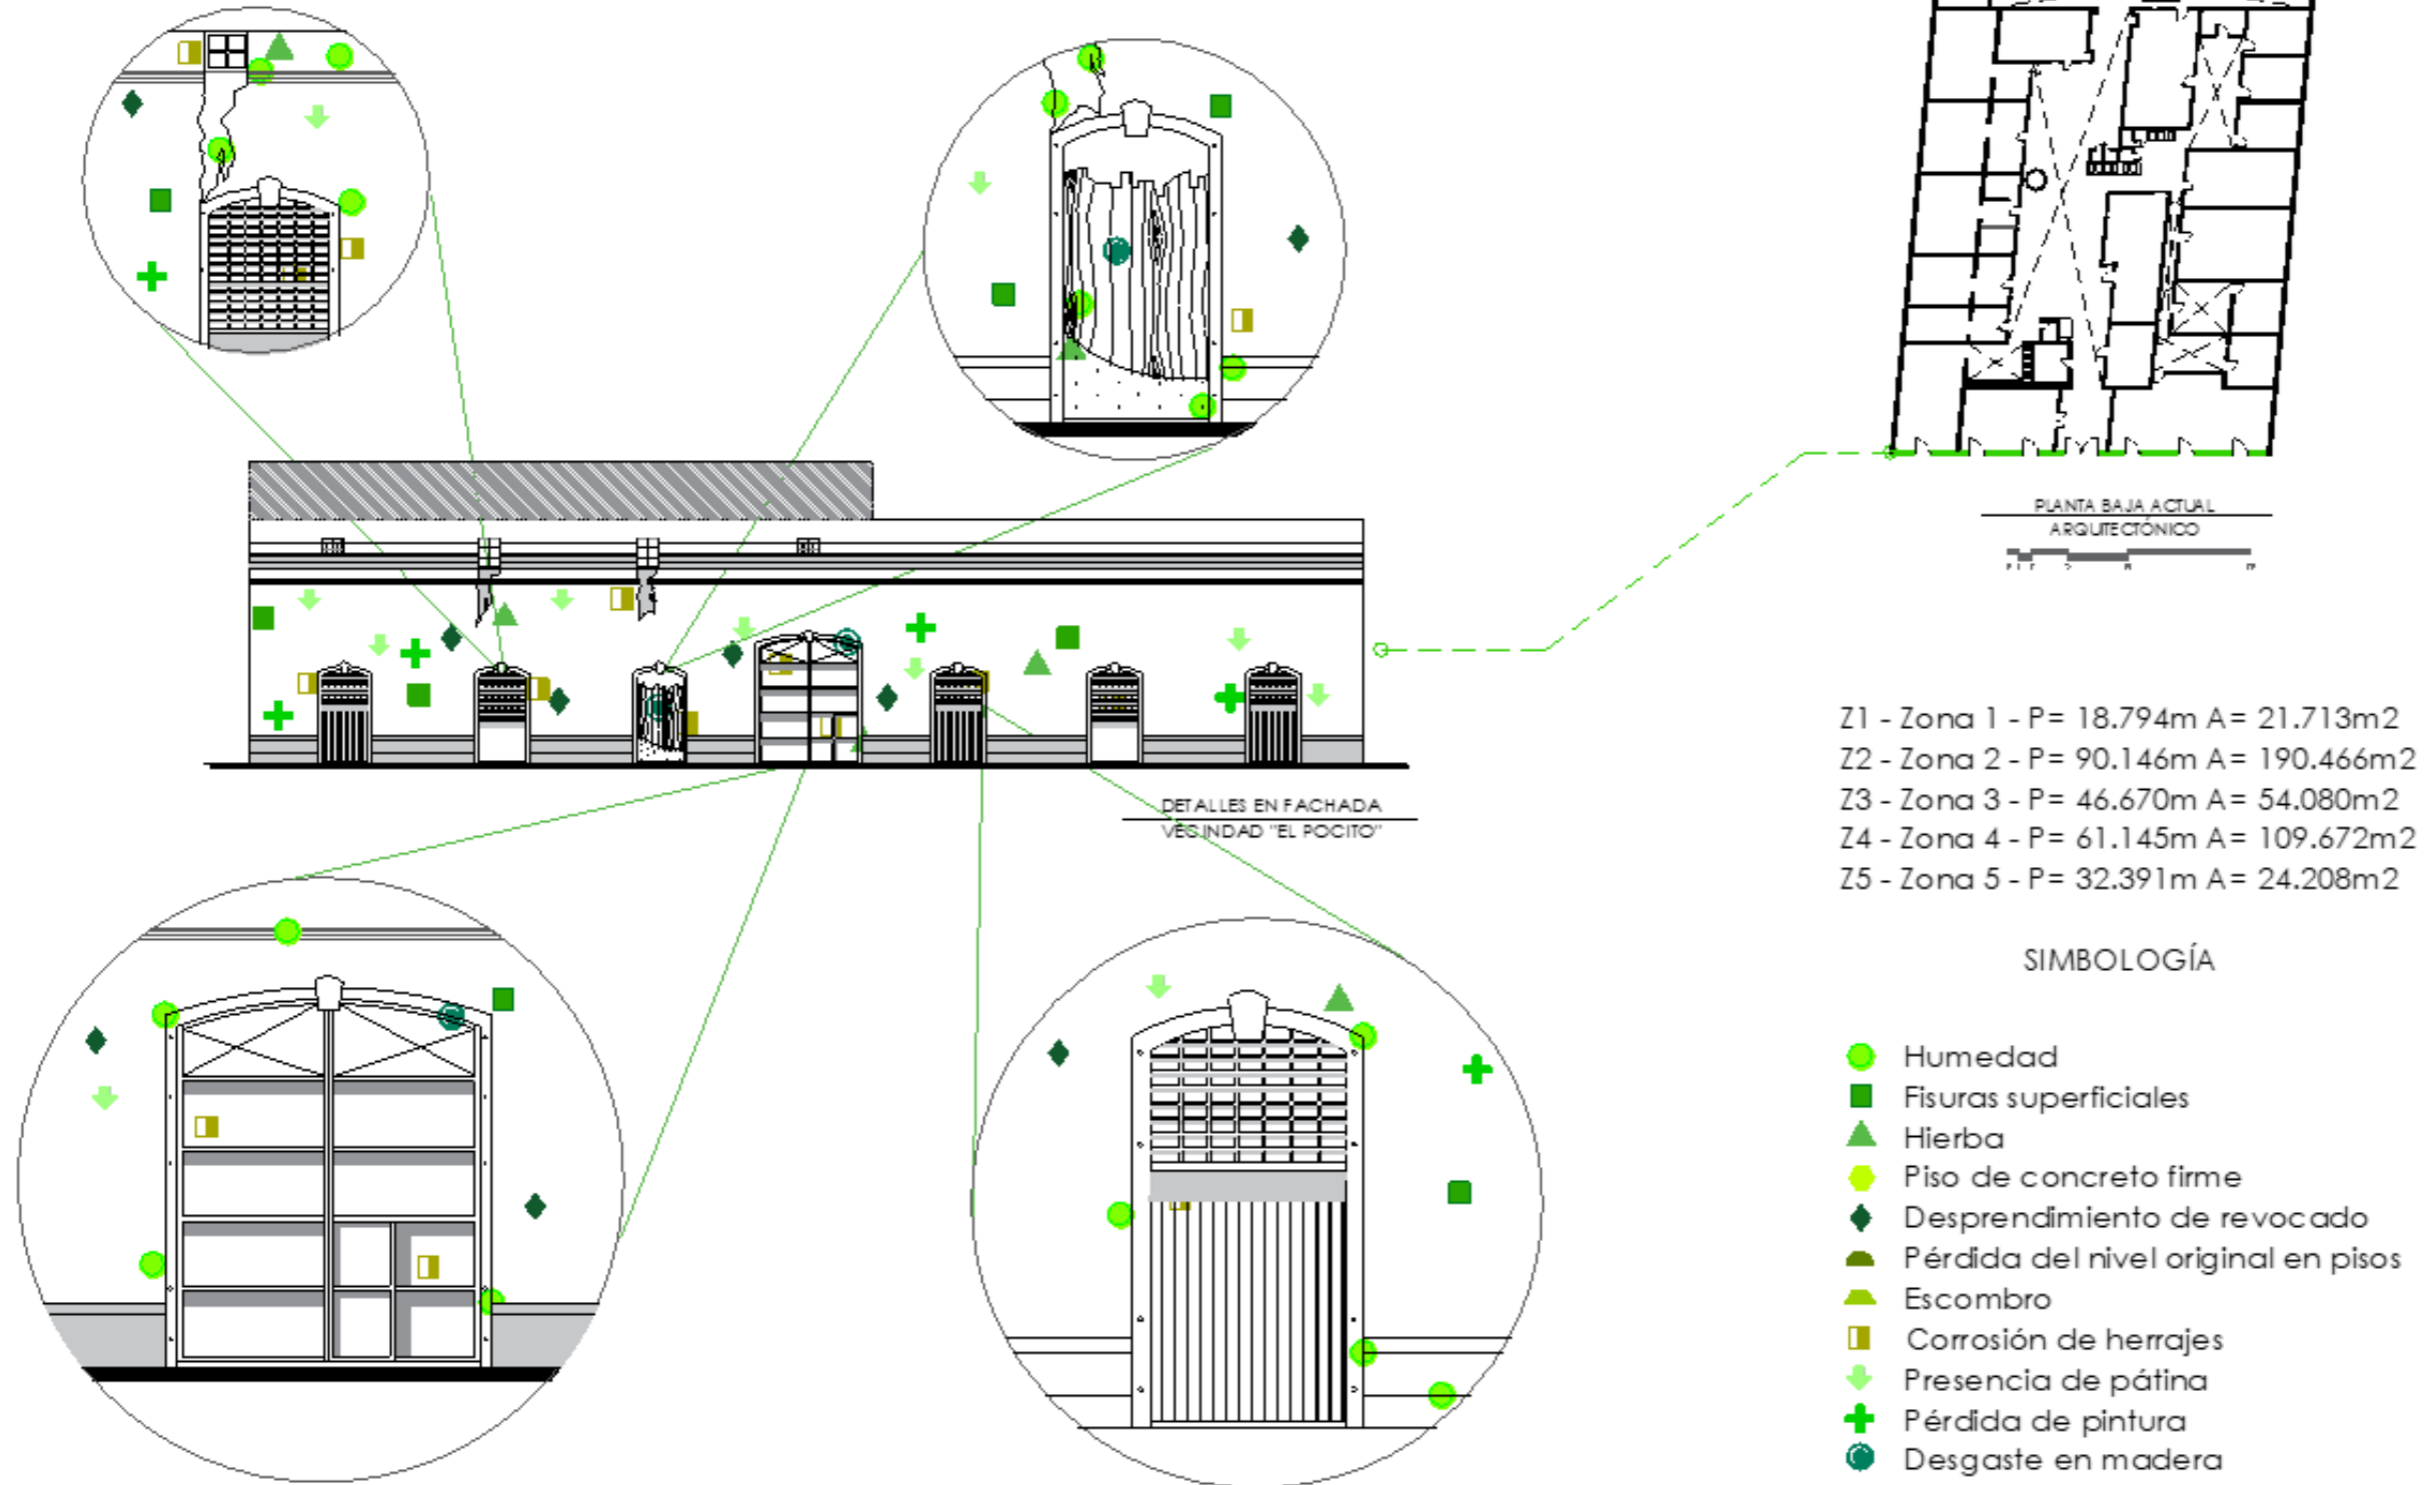 PLANTA BAJA ACTUAL
ARQUITECTÓNICO
DETALLES EN FACHADA
VECINDAD "EL POCITO"
Z1 - Zona 1 - P= 18.794m A= 21.713m2
Z2 - Zona 2 - P= 90.146m A= 190.466m2
Z3 - Zona 3 - P= 46.670m A= 54.080m2
Z4 - Zona 4 - P= 61.145m A= 109.672m2
Z5 - Zona 5 - P= 32.391m A= 24.208m2
SIMBOLOGÍA
Humedad
Fisuras superficiales
Hierba
Piso de concreto firme
Desprendimiento de revocado
Pérdida del nivel original en pisos
Escombro
Corrosión de herrajes
Presencia de pátina
Pérdida de pintura
Desgaste en madera